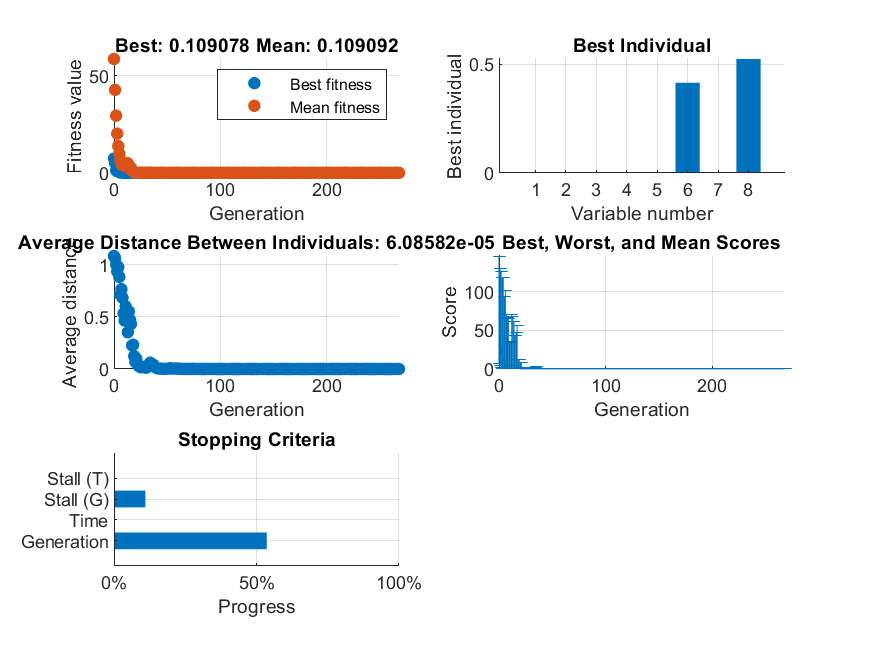 Best: 0.109078 Mean: 0.109092
Fitness value
50
0
Best fitness
Mean fitness
0 100 200
Generation
Best Individual
Best individual
0.5
0
1 2 3 4 5 6 7 8
Variable number
Average Distance Between Individuals: 6.08582e-05
Average distance
1
0.5
0
0 100 200
Generation
Best, Worst, and Mean Scores
Score
100
50
0
0 100 200
Generation
Stopping Criteria
Stall (T)
Stall (G)
Time
Generation
0% 50% 100%
Progress